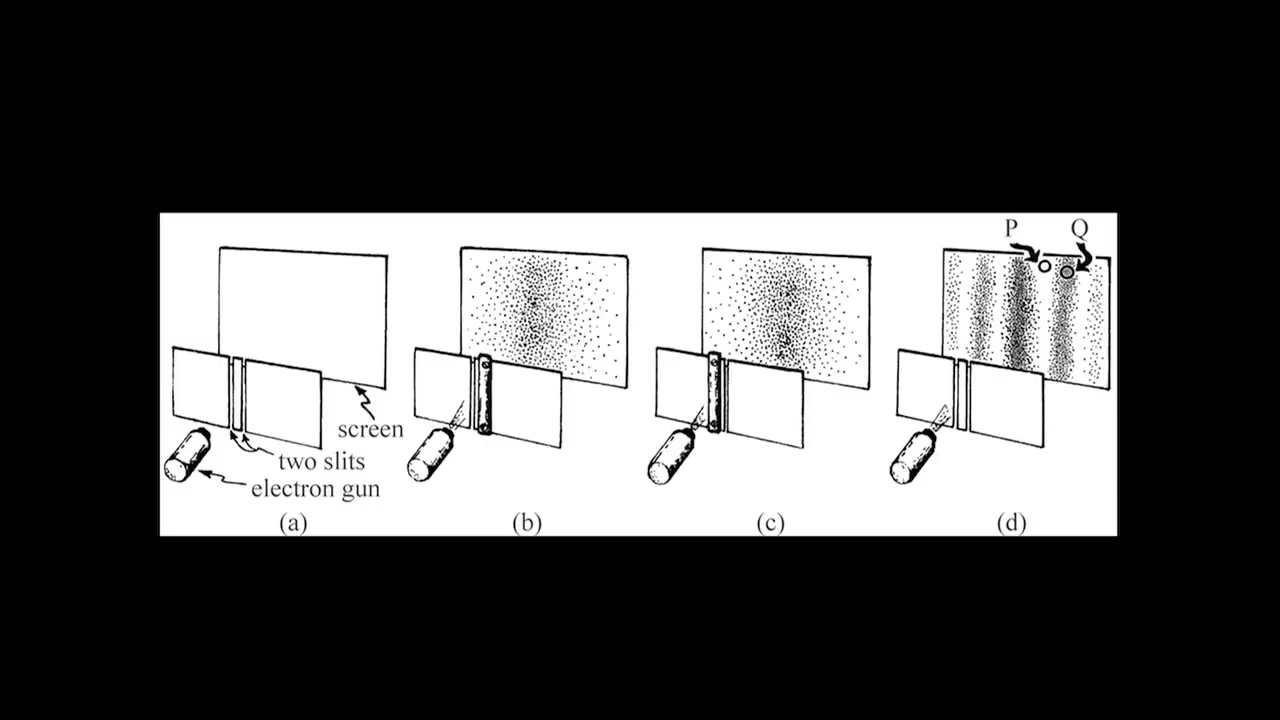 P Q
screen
two slits
electron gun
(a) (b) (c) (d)